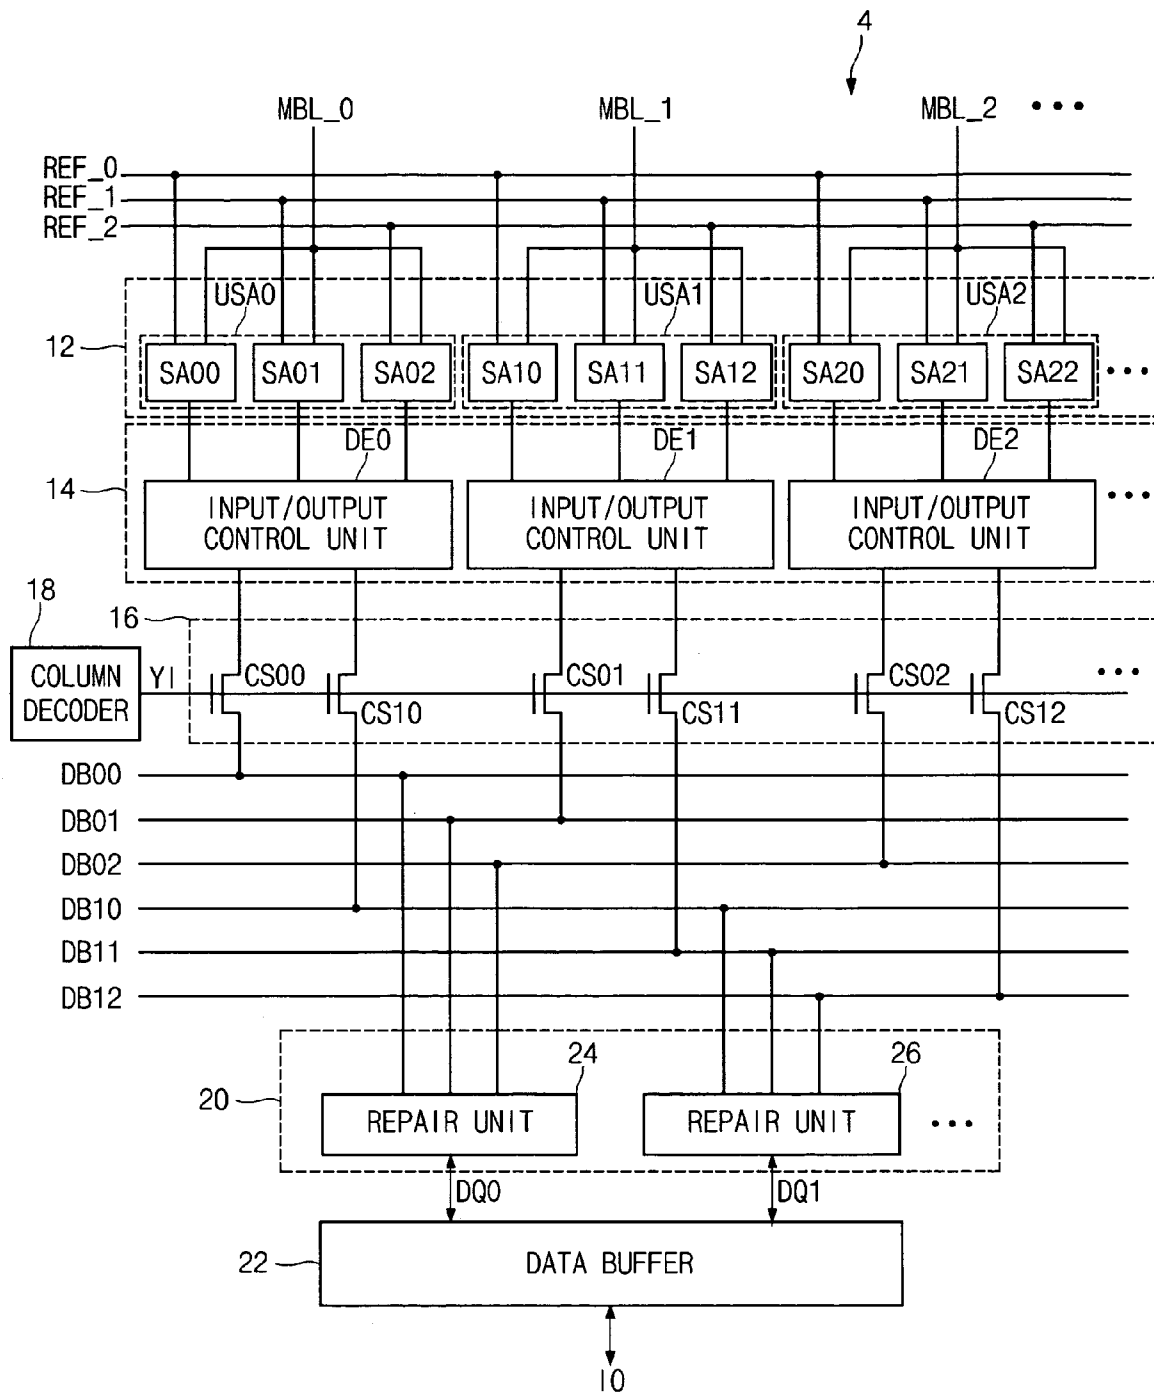 4
MBL_0 MBL_1 MBL_2 • • •
REF_0
REF_1
REF_2
USA0 USA1 USA2
12
SA00 SA01 SA02 SA10 SA11 SA12 SA20 SA21 SA22 • • •
DE0 DE1 DE2
14
INPUT/OUTPUT CONTROL UNIT
INPUT/OUTPUT CONTROL UNIT
INPUT/OUTPUT CONTROL UNIT
• • •
18
16
COLUMN DECODER
YI
CS00 CS01 CS02 • • •
CS10 CS11 CS12
DB00
DB01
DB02
DB10
DB11
DB12
24 26
20
REPAIR UNIT REPAIR UNIT • • •
DQ0 DQ1
22
DATA BUFFER
IO